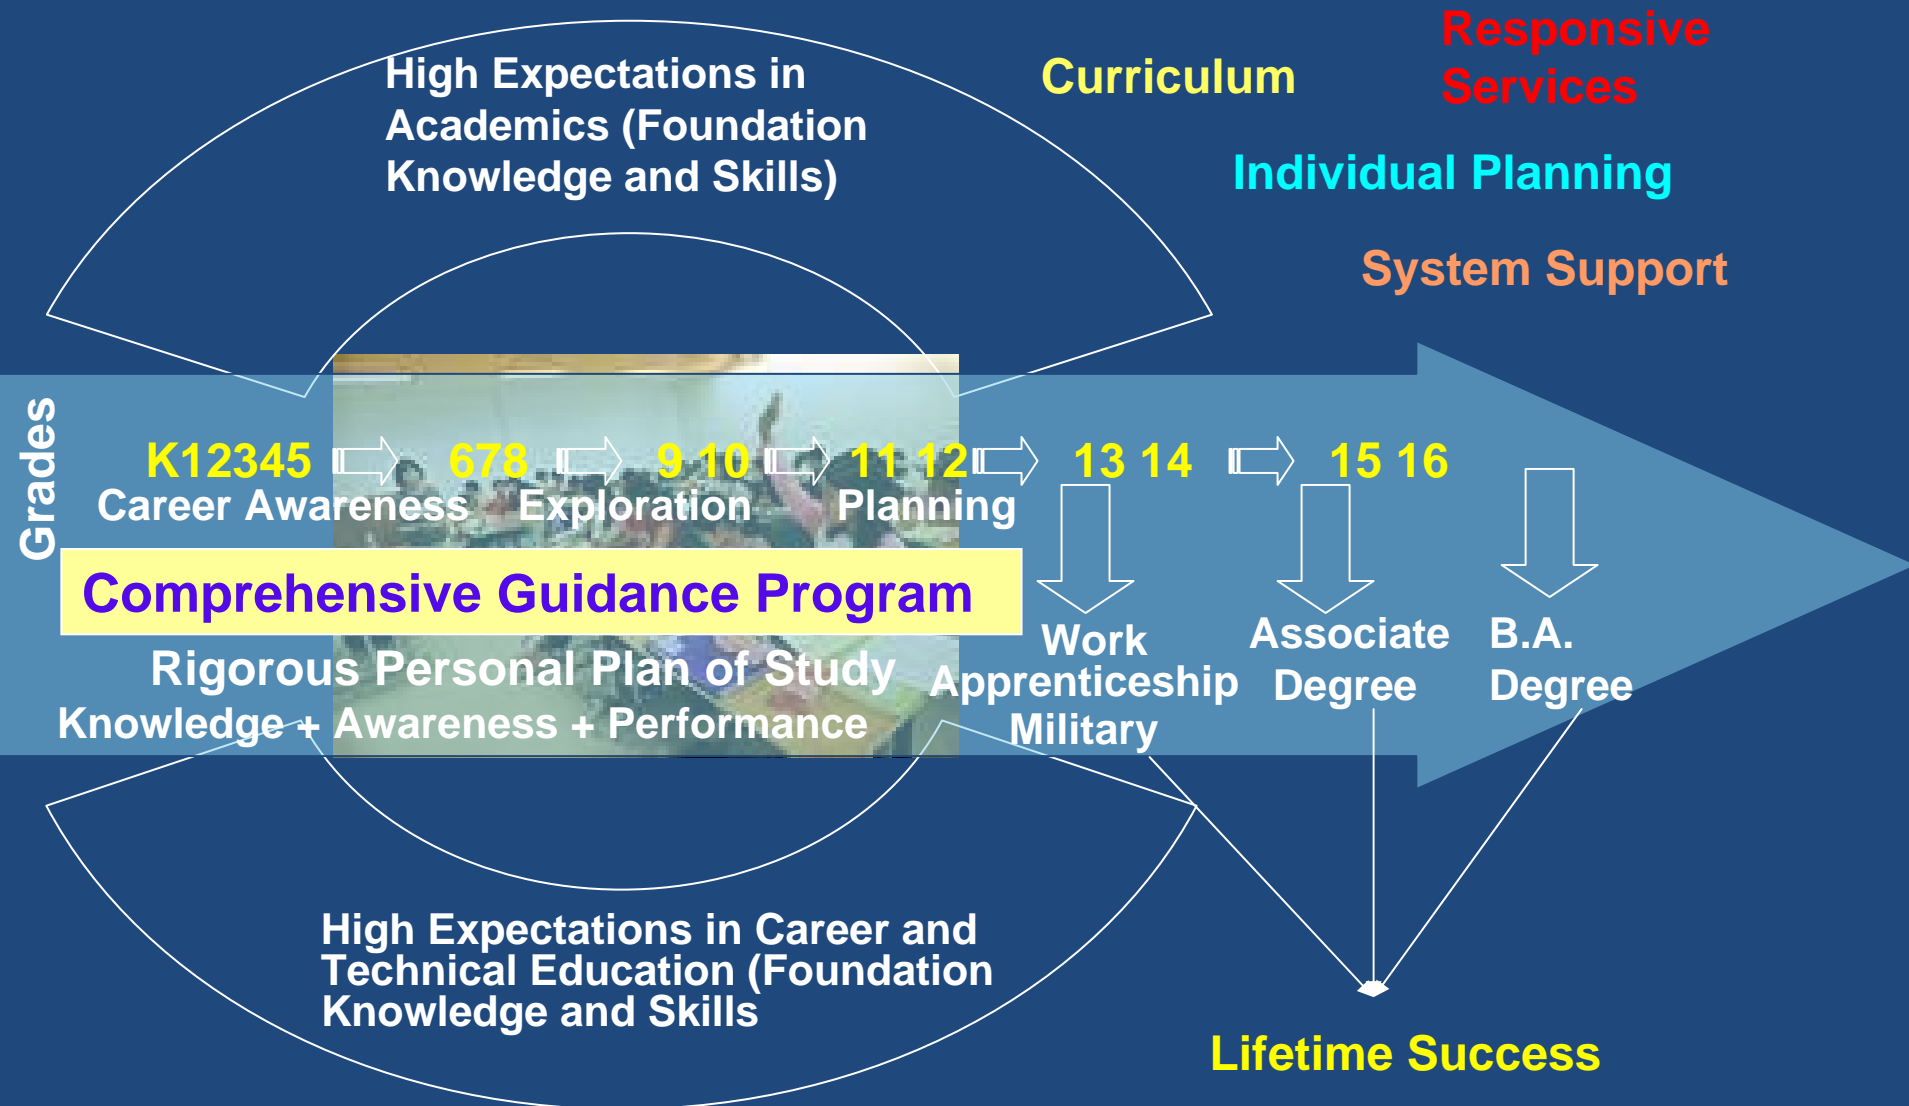 High Expectations in
Academics (Foundation
Knowledge and Skills)
Curriculum
Responsive
Services
Individual Planning
System Support
Grades
K12345 678 9 10 11 12 13 14 15 16
Career Awareness Exploration Planning
Comprehensive Guidance Program
Rigorous Personal Plan of Study
Knowledge + Awareness + Performance
Work
Apprenticeship
Military
Associate
Degree
B.A.
Degree
High Expectations in Career and
Technical Education (Foundation
Knowledge and Skills
Lifetime Success